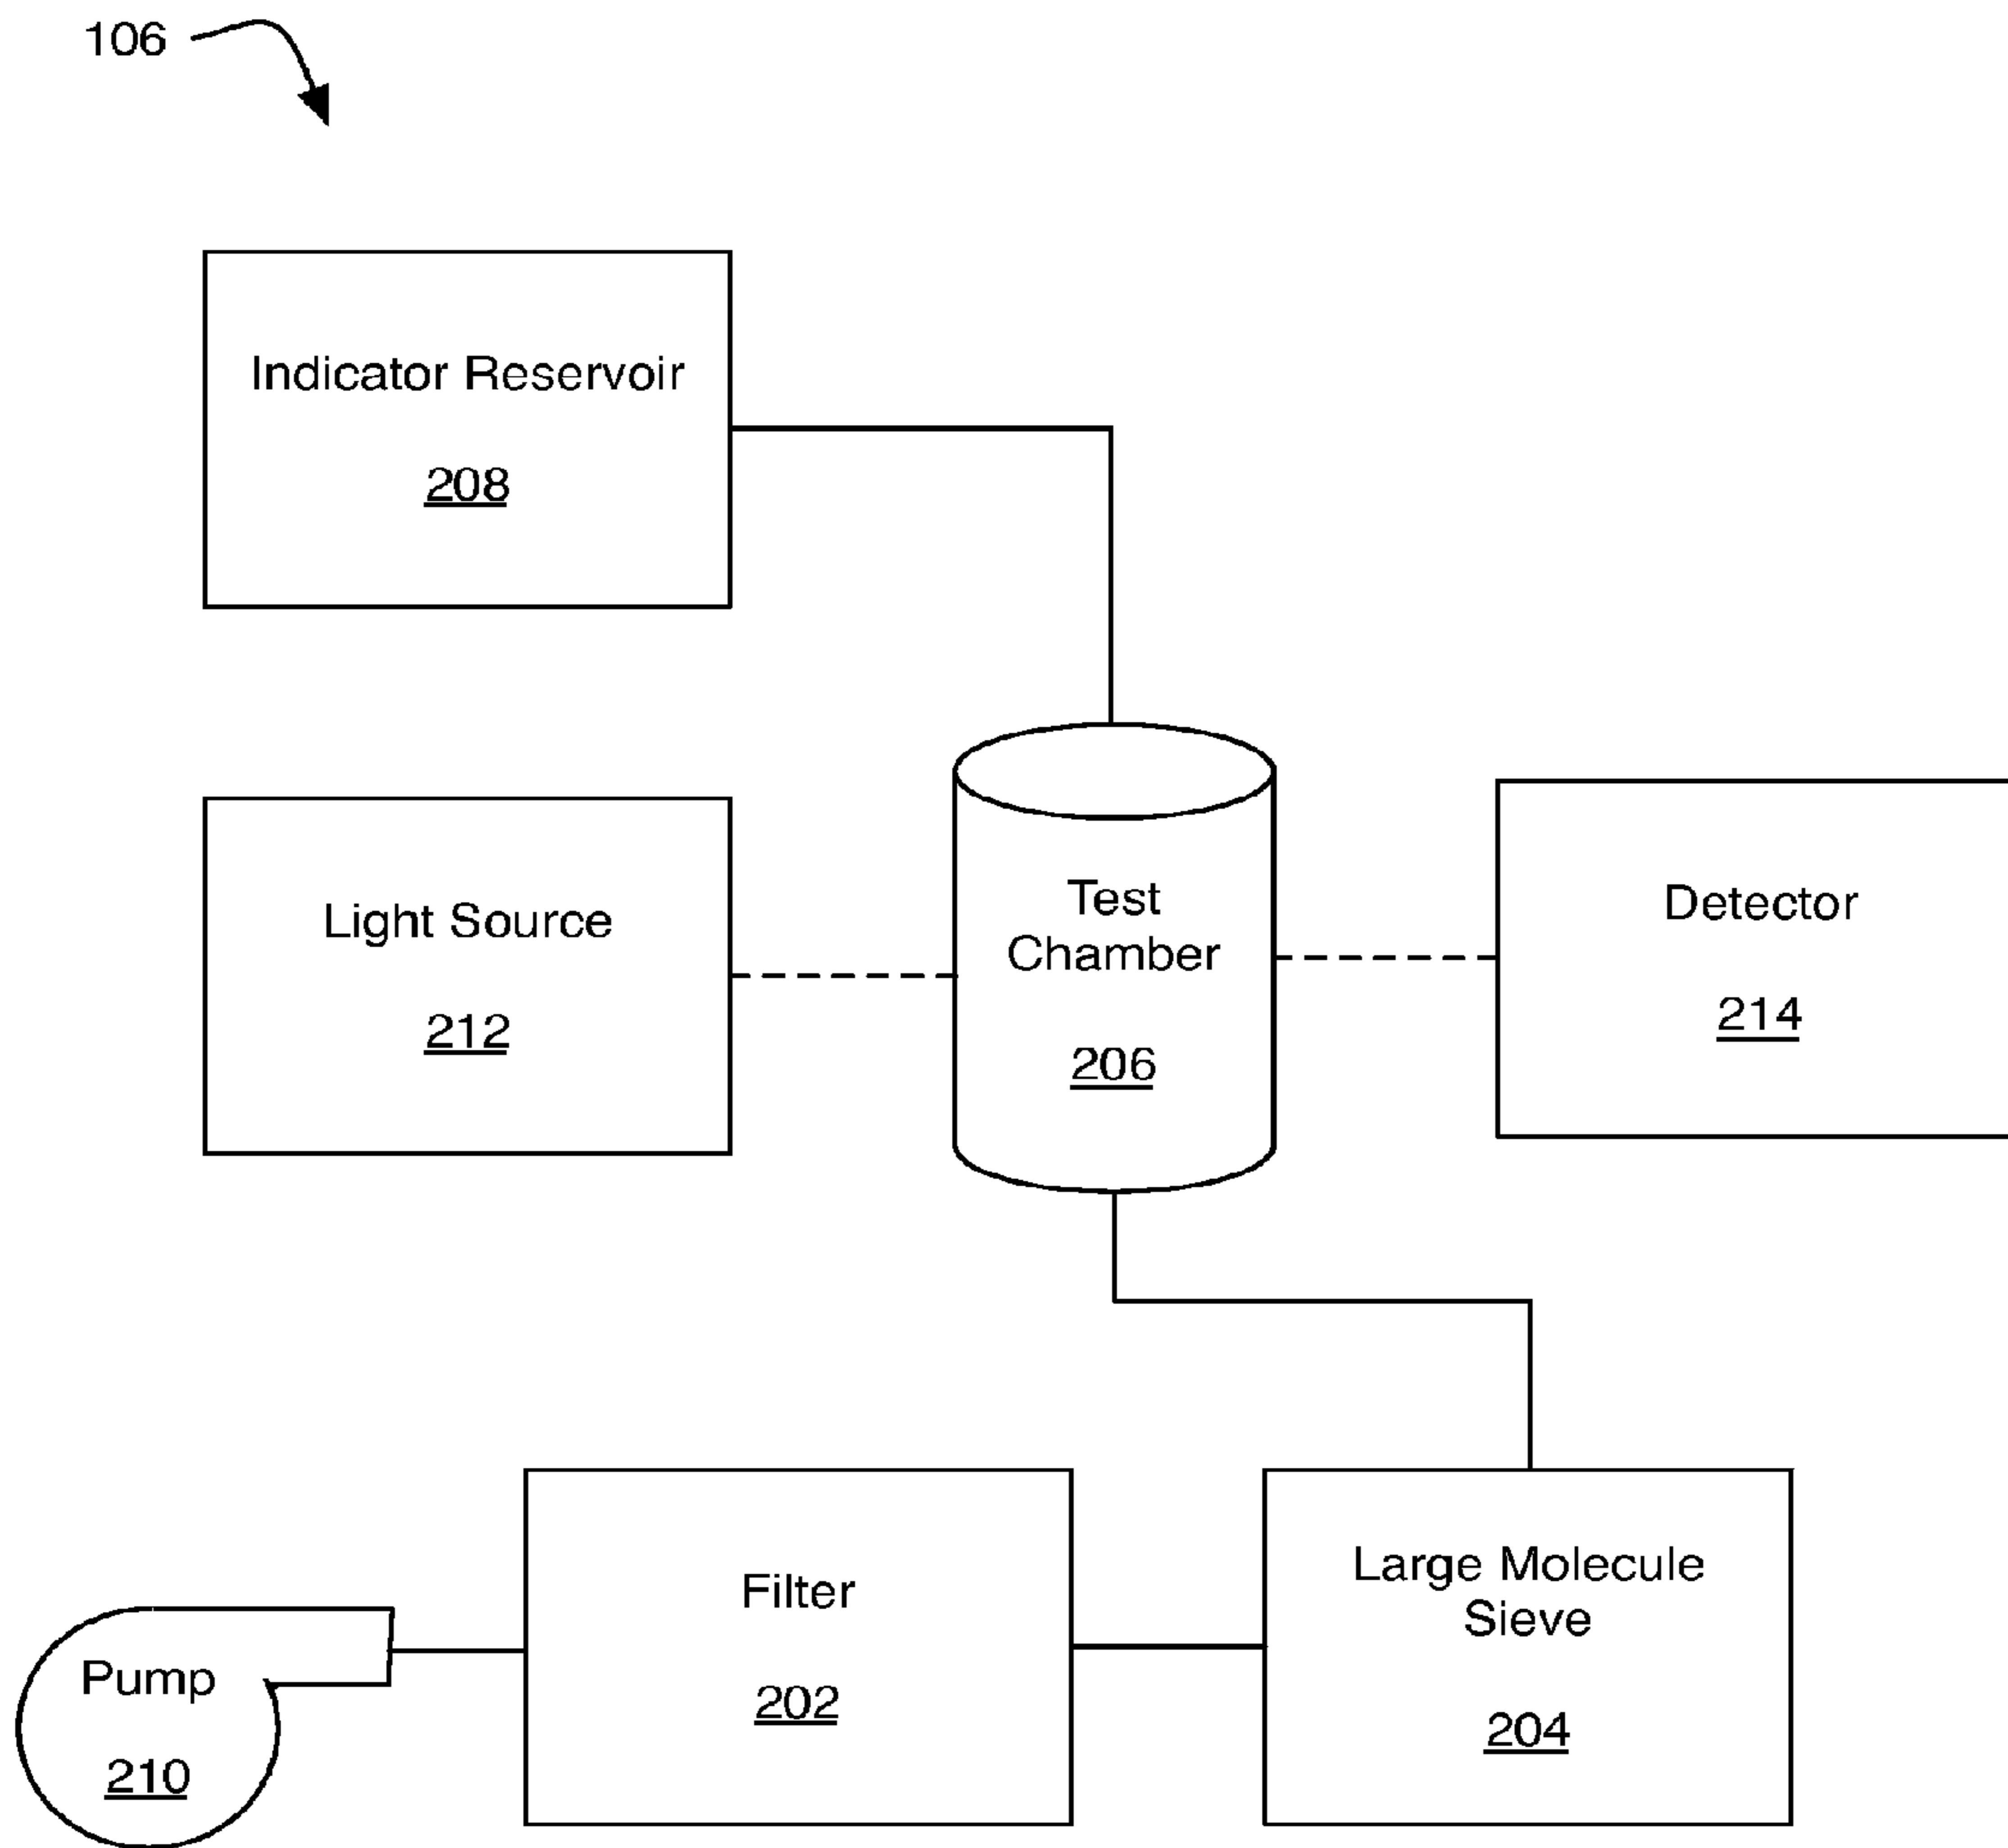 106
Indicator Reservoir
208
Light Source
212
Test
Chamber
206
Detector
214
Pump
210
Filter
202
Large Molecule
Sieve
204